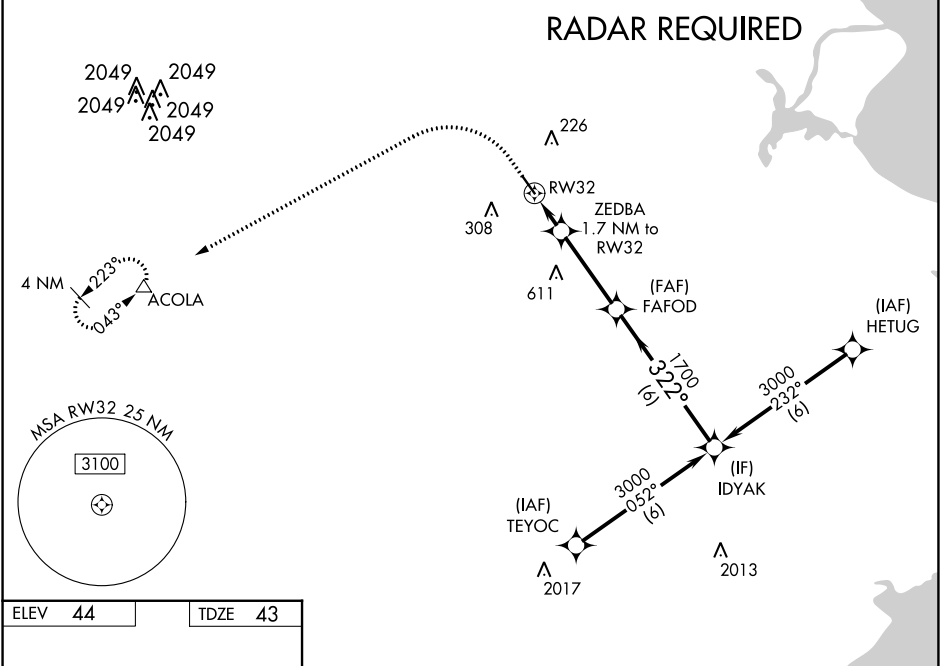 RADAR REQUIRED
2049
2049
2049
2049
2049
226
RW32
308
ZEDBA
1.7 NM to
RW32
611
4 NM
223°
043°
ACOLA
(FAF)
FAFOD
(IAF)
HETUG
1700
322°
(6)
3000
232°
(6)
MSA RW32 25 NM
3100
(IF)
IDYAK
3000
052°
(6)
(IAF)
TEYOC
2017
2013
ELEV 44
TDZE 43